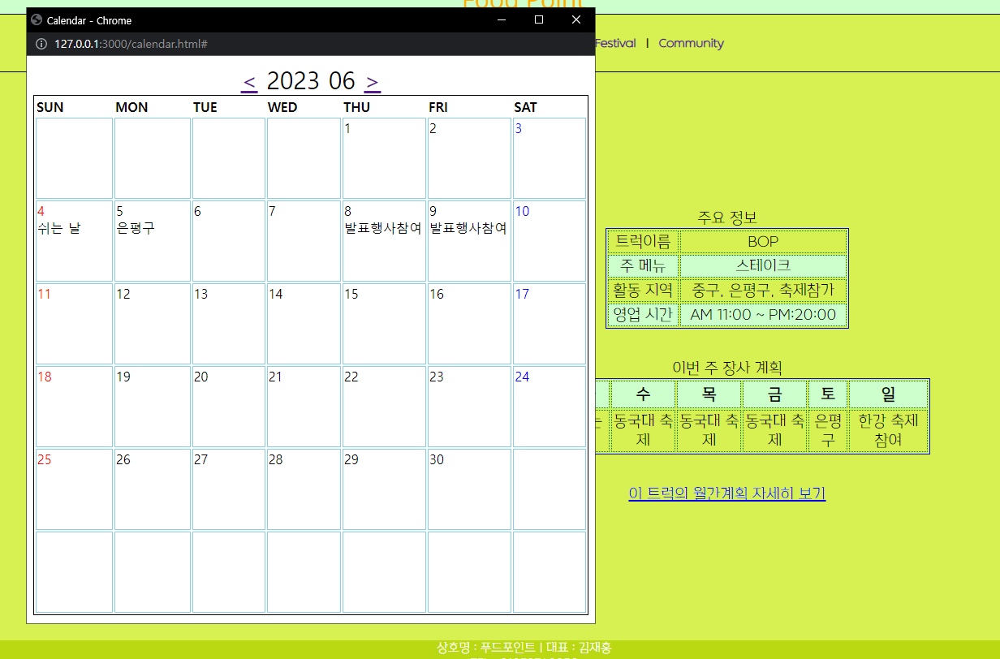 Food Point
Calendar - Chrome
127.0.0.1:3000/calendar.html#
Festival | Community
< 2023 06 >
SUN MON TUE WED THU FRI SAT
1 2 3
4 5 6 7 8 9 10
쉬는 날 은평구 발표행사참여 발표행사참여
11 12 13 14 15 16 17
18 19 20 21 22 23 24
25 26 27 28 29 30
주요 정보
트럭이름 BOP
주 메뉴 스테이크
활동 지역 중구, 은평구, 축제참가
영업 시간 AM 11:00 ~ PM:20:00
이번 주 장사 계획
수 목 금 토 일
동국대 축 동국대 축 동국대 축 은평 한강 축제
제 제 제 구 참여
이 트럭의 월간계획 자세히 보기
상호명 : 푸드포인트 | 대표 : 김재홍